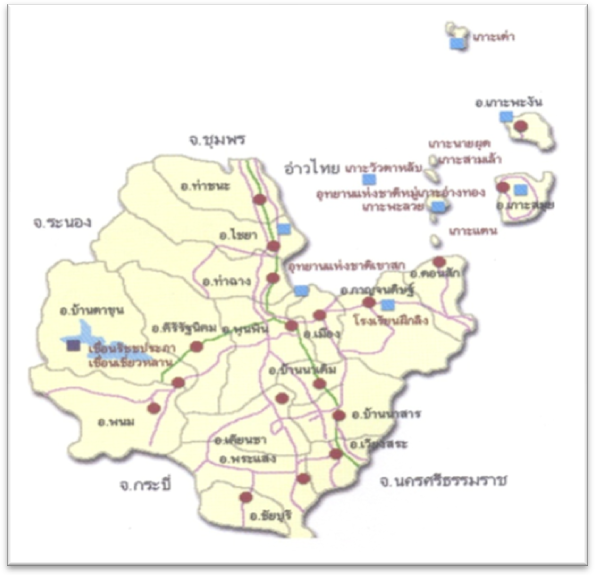 เกาะเต่า
อ.เกาะพะงัน
จ.ชุมพร
เกาะนายพุด
เกาะสามเส้า
อ่าวไทย
เกาะวัวตาหลับ
อ.ท่าชนะ
อุทยานแห่งชาติหมู่เกาะอ่างทอง
เกาะพะลวย
อ.เกาะสมุย
จ.ระนอง
อ.ไชยา
เกาะแตน
อุทยานแห่งชาติเขาสก
อ.ดอนสัก
อ.ท่าฉาง
อ.กาญจนดิษฐ์
อ.บ้านตาขุน
โรงเรียนฝึกลิง
อ.คีรีรัฐนิคม
อ.พุนพิน
อ.เมือง
เขื่อนรัชชประภา
เขื่อนเชี่ยวหลาน
อ.บ้านนาเดิม
อ.พนม
อ.บ้านนาสาร
อ.เคียนซา
อ.เวียงสระ
อ.พระแสง
จ.กระบี่
จ.นครศรีธรรมราช
อ.ชัยบุรี